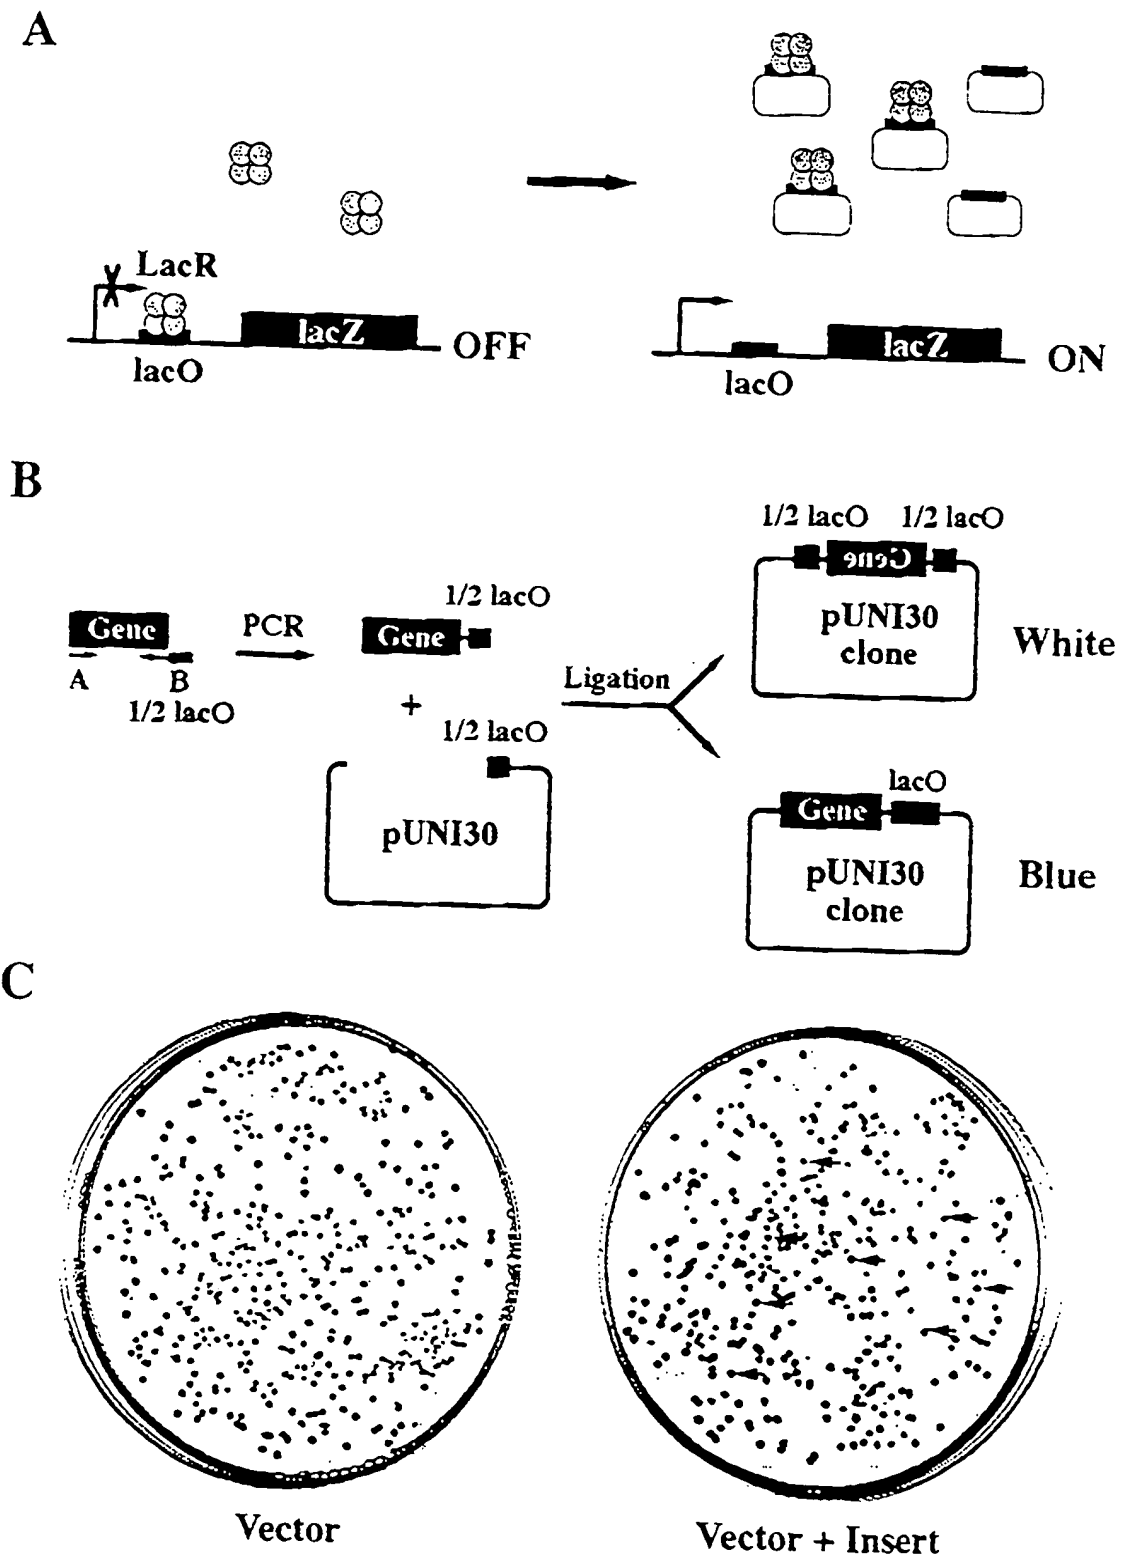 A
LacR
lacZ
OFF
lacO
lacZ
ON
lacO
B
1/2 lacO 1/2 lacO
Gene
pUNI30
clone
White
1/2 lacO
Gene
PCR
Gene
A
B
1/2 lacO
+
Ligation
1/2 lacO
pUNI30
lacO
Gene
pUNI30
clone
Blue
C
Vector
Vector + Insert